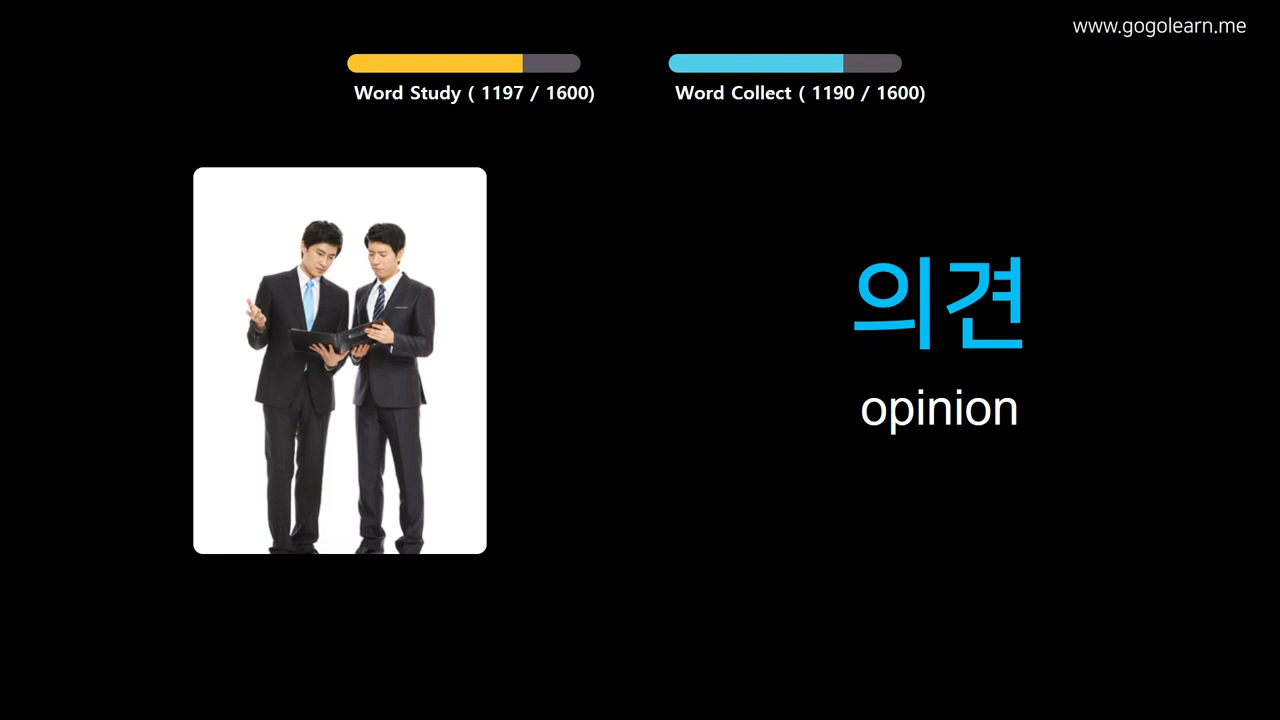 www.gogolearn.me
Word Study ( 1197 / 1600)
Word Collect ( 1190 / 1600)
의견
opinion